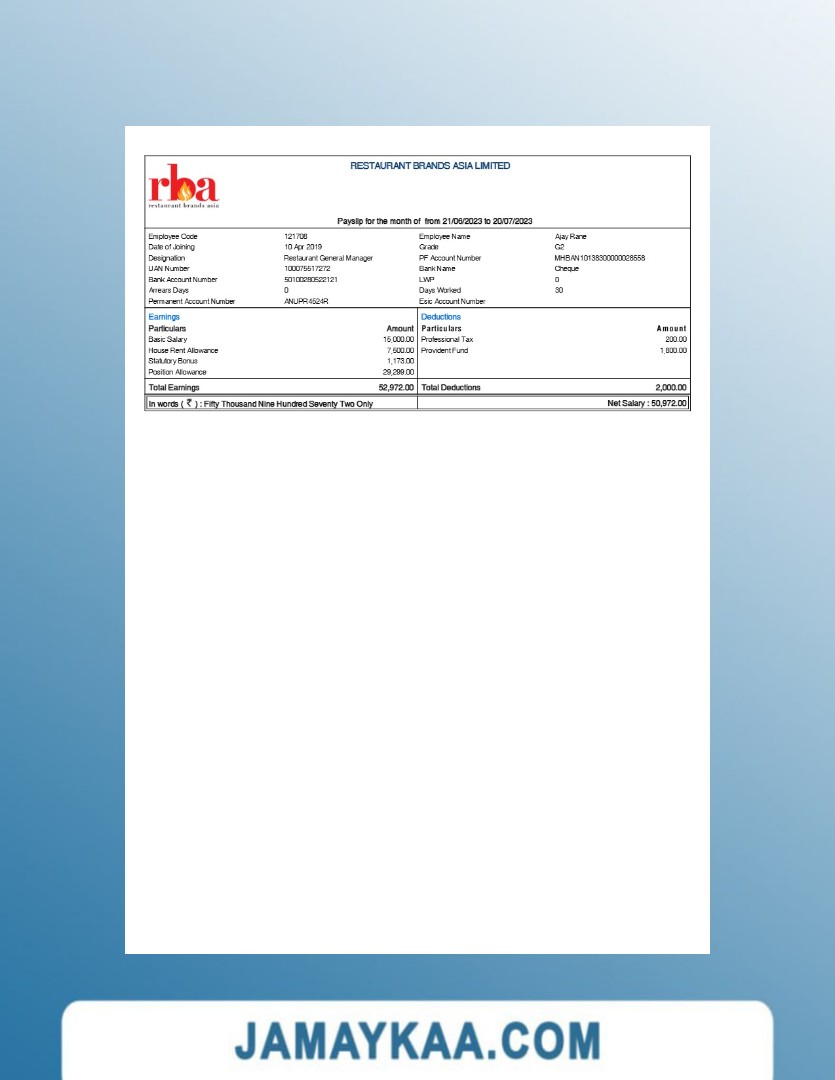 rba
restaurant brands asia
RESTAURANT BRANDS ASIA LIMITED
Payslip for the month of from 21/06/2023 to 20/07/2023
Employee Code 121708 Employee Name Ajay Rane
Date of Joining 10 Apr 2019 Grade G2
Designation Restaurant General Manager PF Account Number MHBAN10138300000028558
UAN Number 100075517272 Bank Name Cheque
Bank Account Number 50100280522121 LWP 0
Arrears Days 0 Days Worked 30
Permanent Account Number ANUPR4524R Esic Account Number
Earnings Deductions
Particulars Amount Particulars Amount
Basic Salary 15,000.00 Professional Tax 200.00
House Rent Allowance 7,500.00 Provident Fund 1,800.00
Statutory Bonus 1,173.00
Position Allowance 29,299.00
Total Earnings 52,972.00 Total Deductions 2,000.00
In words ( ₹ ) : Fifty Thousand Nine Hundred Seventy Two Only Net Salary : 50,972.00
JAMAYKAA.COM